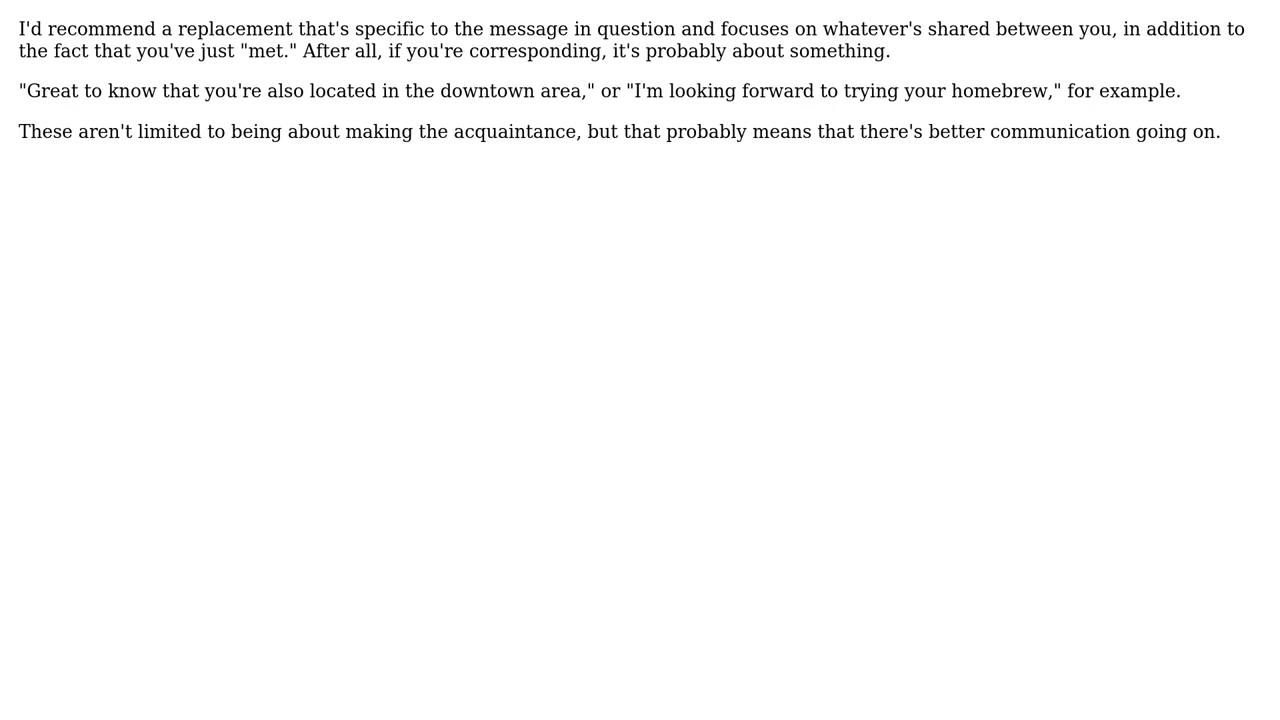 I'd recommend a replacement that's specific to the message in question and focuses on whatever's shared between you, in addition to
the fact that you've just "met." After all, if you're corresponding, it's probably about something.
"Great to know that you're also located in the downtown area," or "I'm looking forward to trying your homebrew," for example.
These aren't limited to being about making the acquaintance, but that probably means that there's better communication going on.